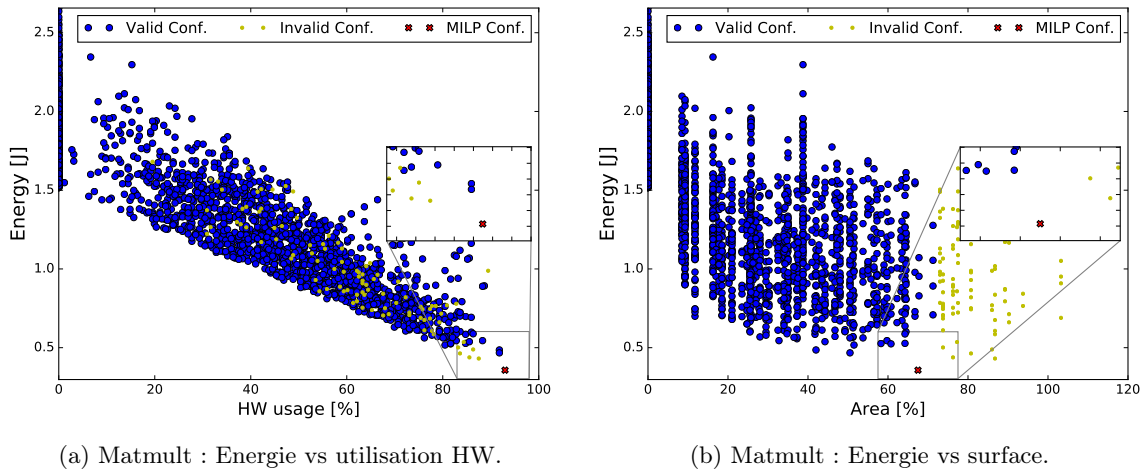 Valid Conf. Invalid Conf. MILP Conf.
2.5
2.0
1.5
1.0
0.5
Energy [J]
0 20 40 60 80 100
HW usage [%]
(a) Matmult : Energie vs utilisation HW.
Valid Conf. Invalid Conf. MILP Conf.
2.5
2.0
1.5
1.0
0.5
Energy [J]
0 20 40 60 80 100 120
Area [%]
(b) Matmult : Energie vs surface.